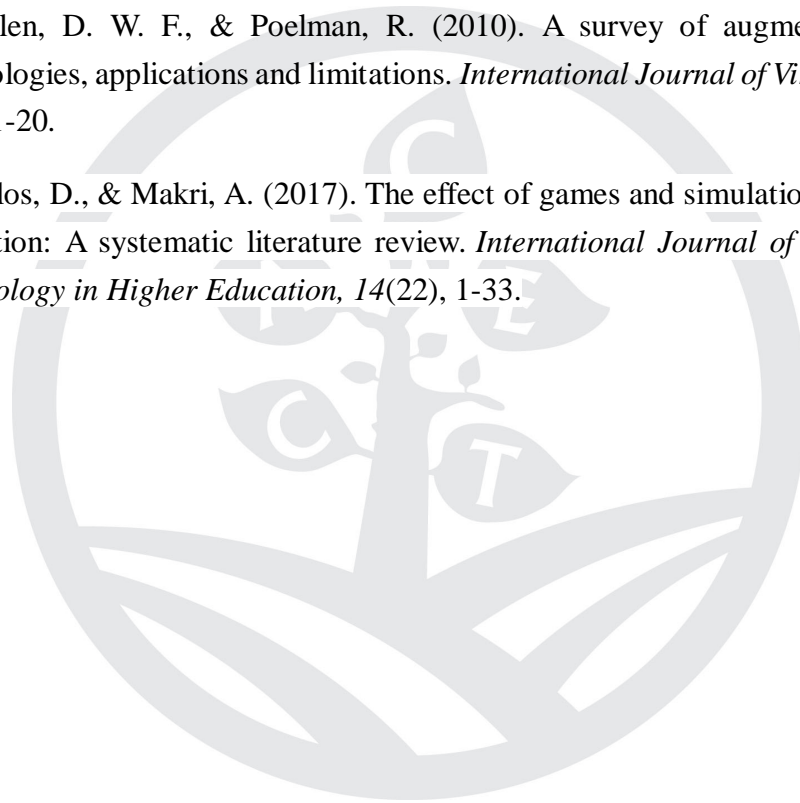 len, D. W. F., & Poelman, R. (2010). A survey of augme
ologies, applications and limitations. International Journal of Vi
-20.
los, D., & Makri, A. (2017). The effect of games and simulatio
tion: A systematic literature review. International Journal of
ology in Higher Education, 14(22), 1-33.
C
I E
C
T